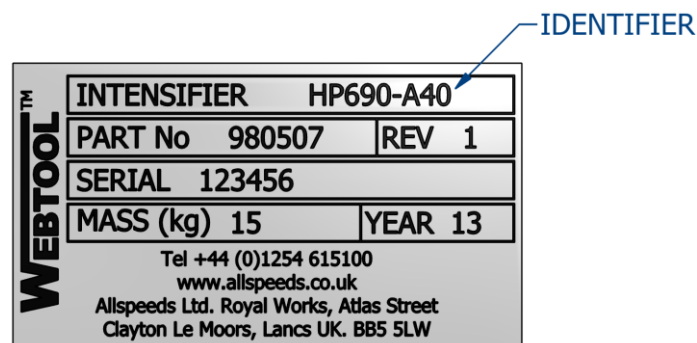 IDENTIFIER
WEBTOOL™
INTENSIFIER HP690-A40
PART No 980507 REV 1
SERIAL 123456
MASS (kg) 15 YEAR 13
Tel +44 (0)1254 615100
www.allspeeds.co.uk
Allspeeds Ltd. Royal Works, Atlas Street
Clayton Le Moors, Lancs UK. BB5 5LW